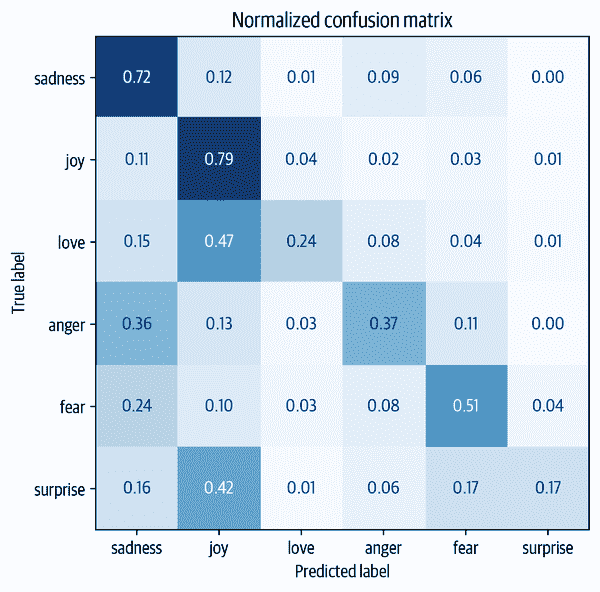 Normalized confusion matrix
sadness 0.72 0.12 0.01 0.09 0.06 0.00
joy 0.11 0.79 0.04 0.02 0.03 0.01
love 0.15 0.47 0.24 0.08 0.04 0.01
anger 0.36 0.13 0.03 0.37 0.11 0.00
fear 0.24 0.10 0.03 0.08 0.51 0.04
surprise 0.16 0.42 0.01 0.06 0.17 0.17
sadness joy love anger fear surprise
Predicted label
True label